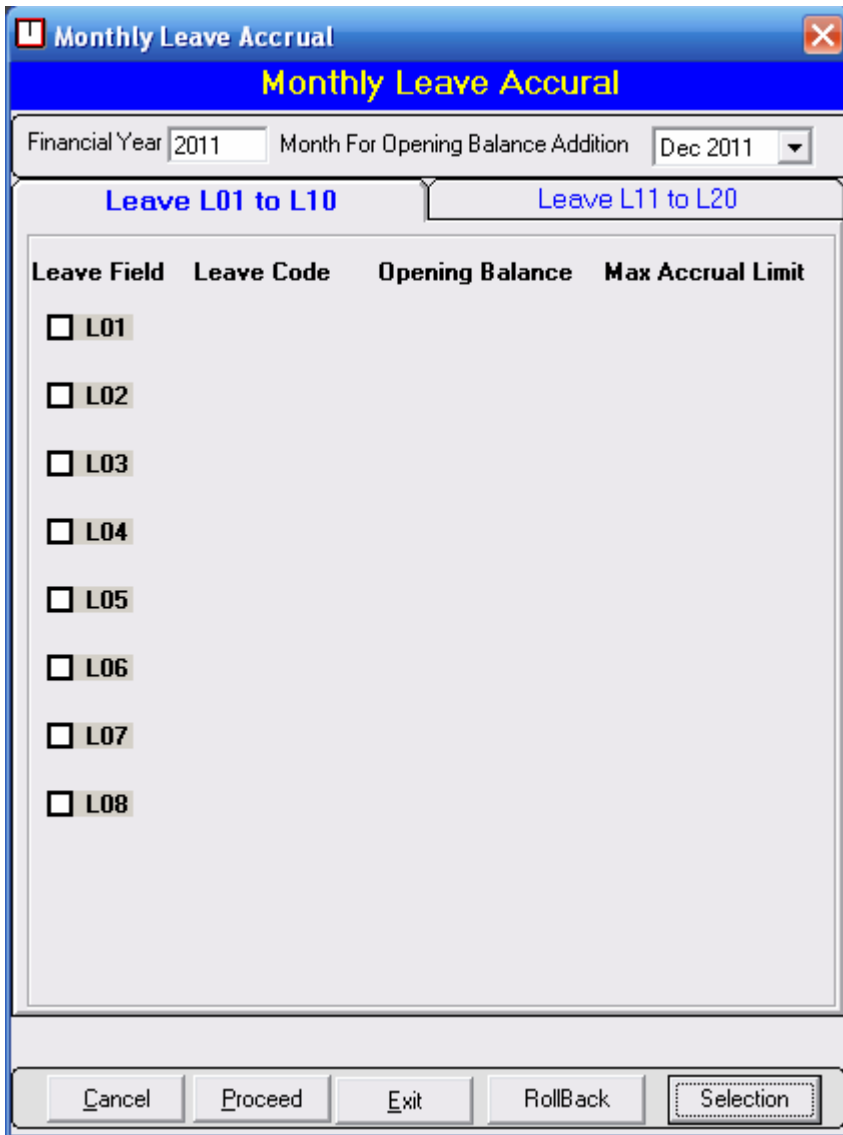 Monthly Leave Accrual
Monthly Leave Accural
Financial Year 2011 Month For Opening Balance Addition Dec 2011
Leave L01 to L10 Leave L11 to L20
Leave Field Leave Code Opening Balance Max Accrual Limit
L01
L02
L03
L04
L05
L06
L07
L08
Cancel Proceed Exit RollBack Selection